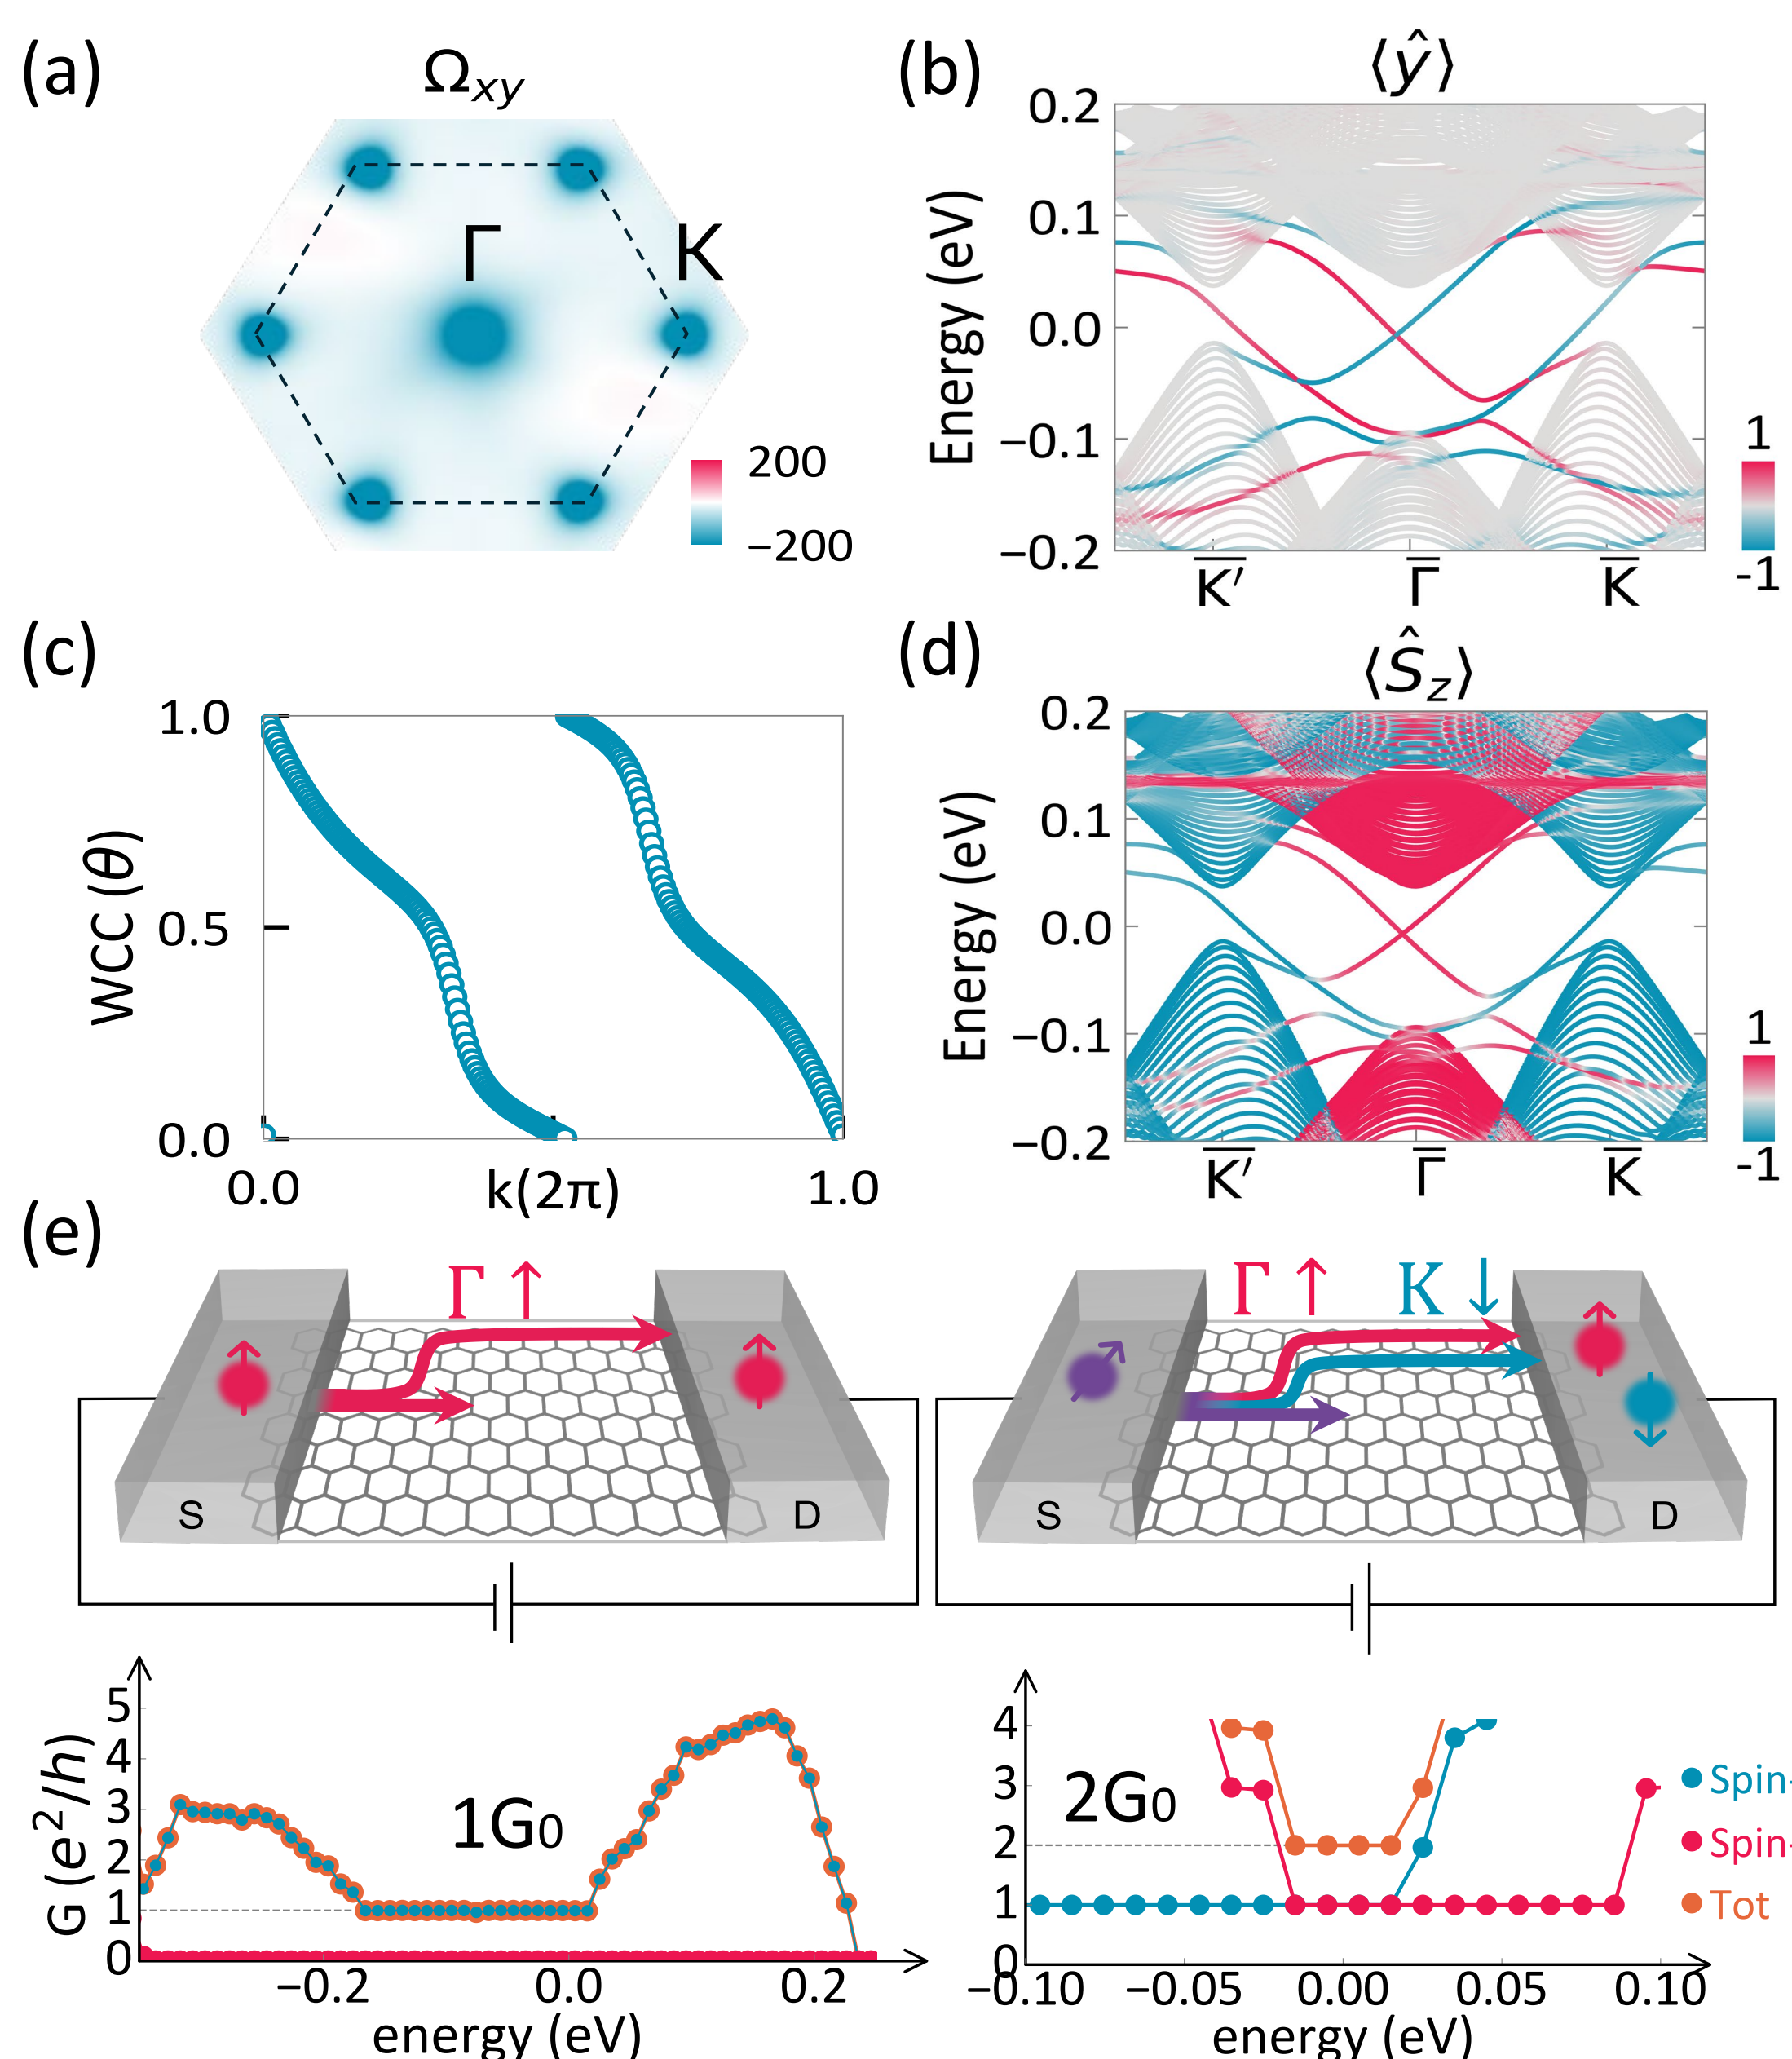 (a)
Ω_xy
Γ
K
200
−200
(b)
⟨ŷ⟩
0.2
0.1
0.0
−0.1
−0.2
Energy (eV)
K′ Γ K
1
-1
(c)
1.0
0.5
0.0
WCC (θ)
0.0 k(2π) 1.0
(d)
⟨Ŝ_z⟩
0.2
0.1
0.0
−0.1
−0.2
Energy (eV)
K′ Γ K
1
-1
(e)
Γ ↑
S
D
Γ ↑ K ↓
S
D
5
4
3
2
1
0
G (e²/h)
1G₀
−0.2 0.0 0.2
energy (eV)
4
3
2
1
0
2G₀
−0.10 −0.05 0.00 0.05 0.10
energy (eV)
Spin-
Spin-
Tot